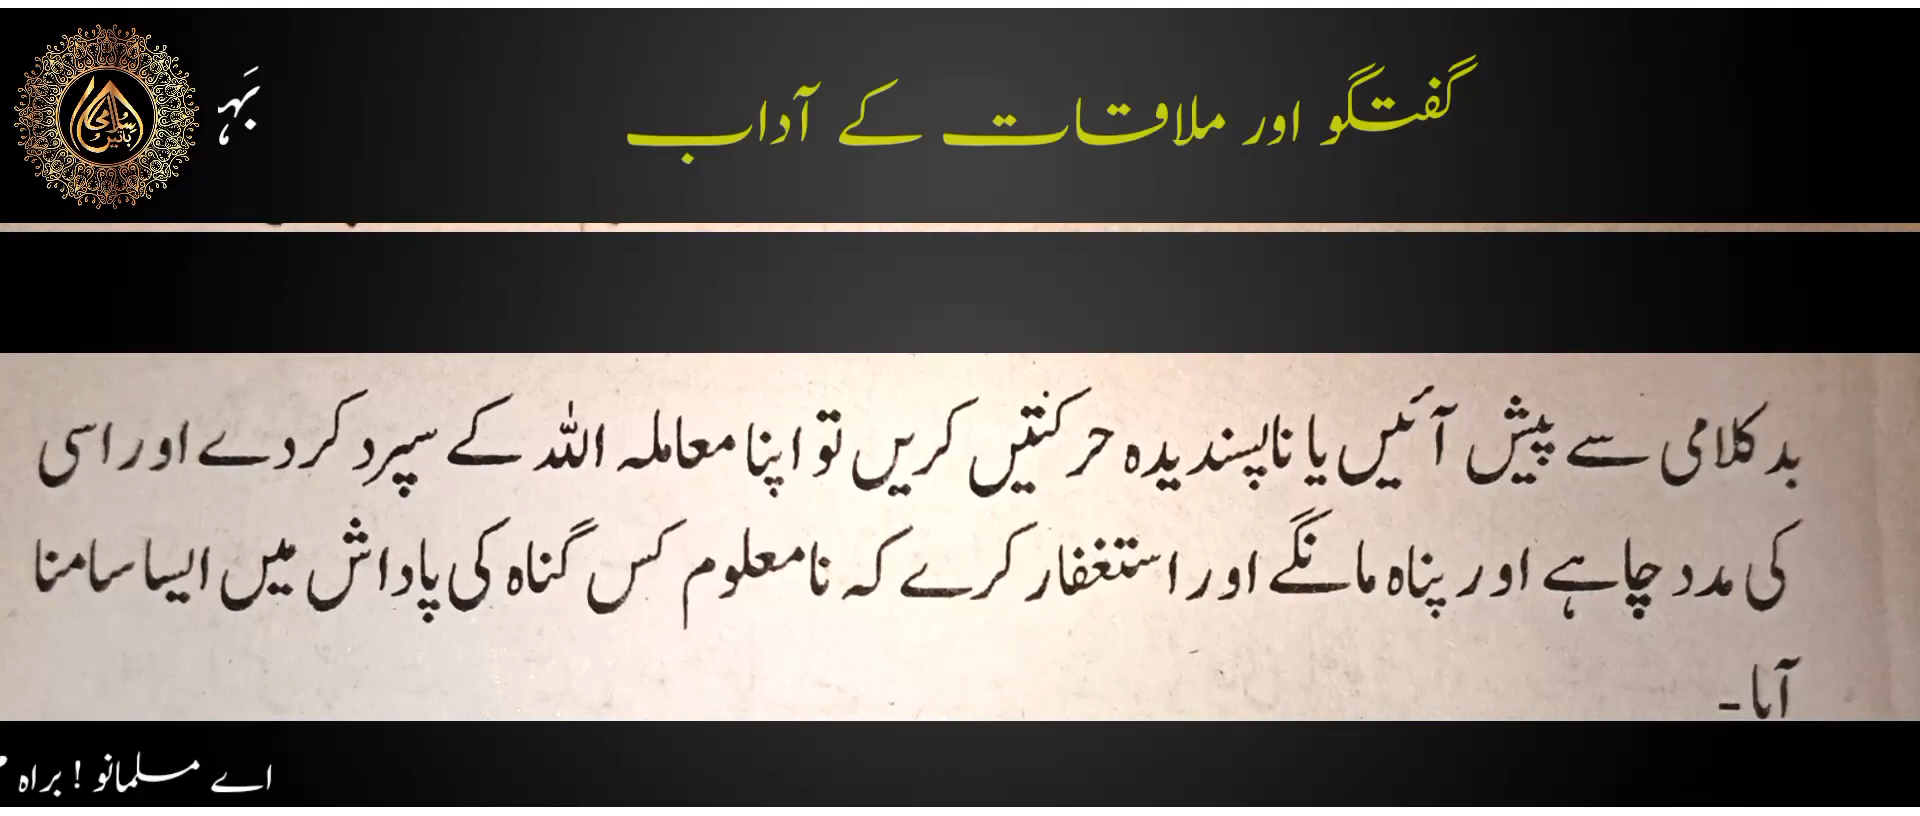 گفتگو اور ملاقات کے آداب
اسلامی باتیں
بد کلامی سے پیش آئیں یا ناپسندیدہ حرکتیں کریں تو اپنا معاملہ اللہ کے سپرد کر دے اور اسی
کی مدد چاہے اور پناہ مانگے اور استغفار کرے کہ نامعلوم کس گناہ کی پاداش میں ایسا سامنا
آیا۔
اے مسلمانو ! براہ